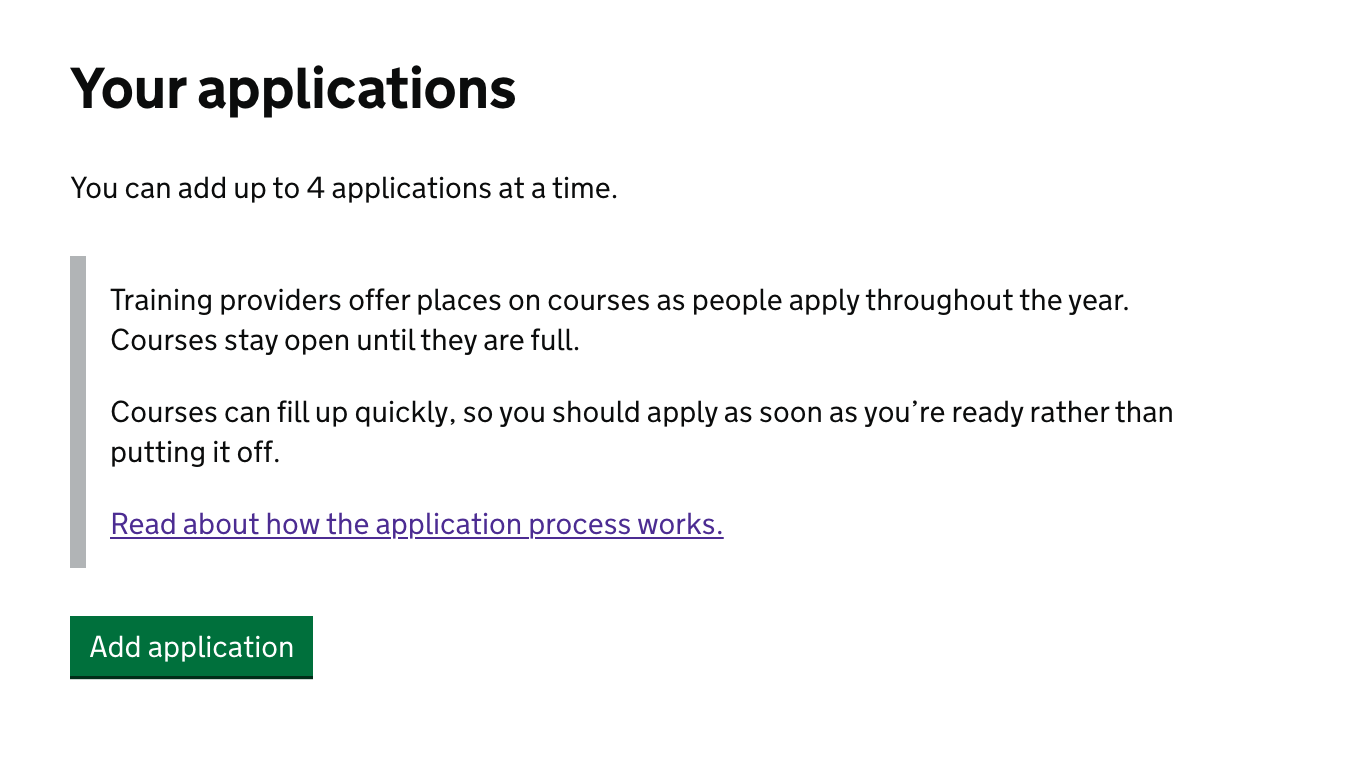 Your applications
You can add up to 4 applications at a time.
Training providers offer places on courses as people apply throughout the year.
Courses stay open until they are full.
Courses can fill up quickly, so you should apply as soon as you’re ready rather than
putting it off.
Read about how the application process works.
Add application